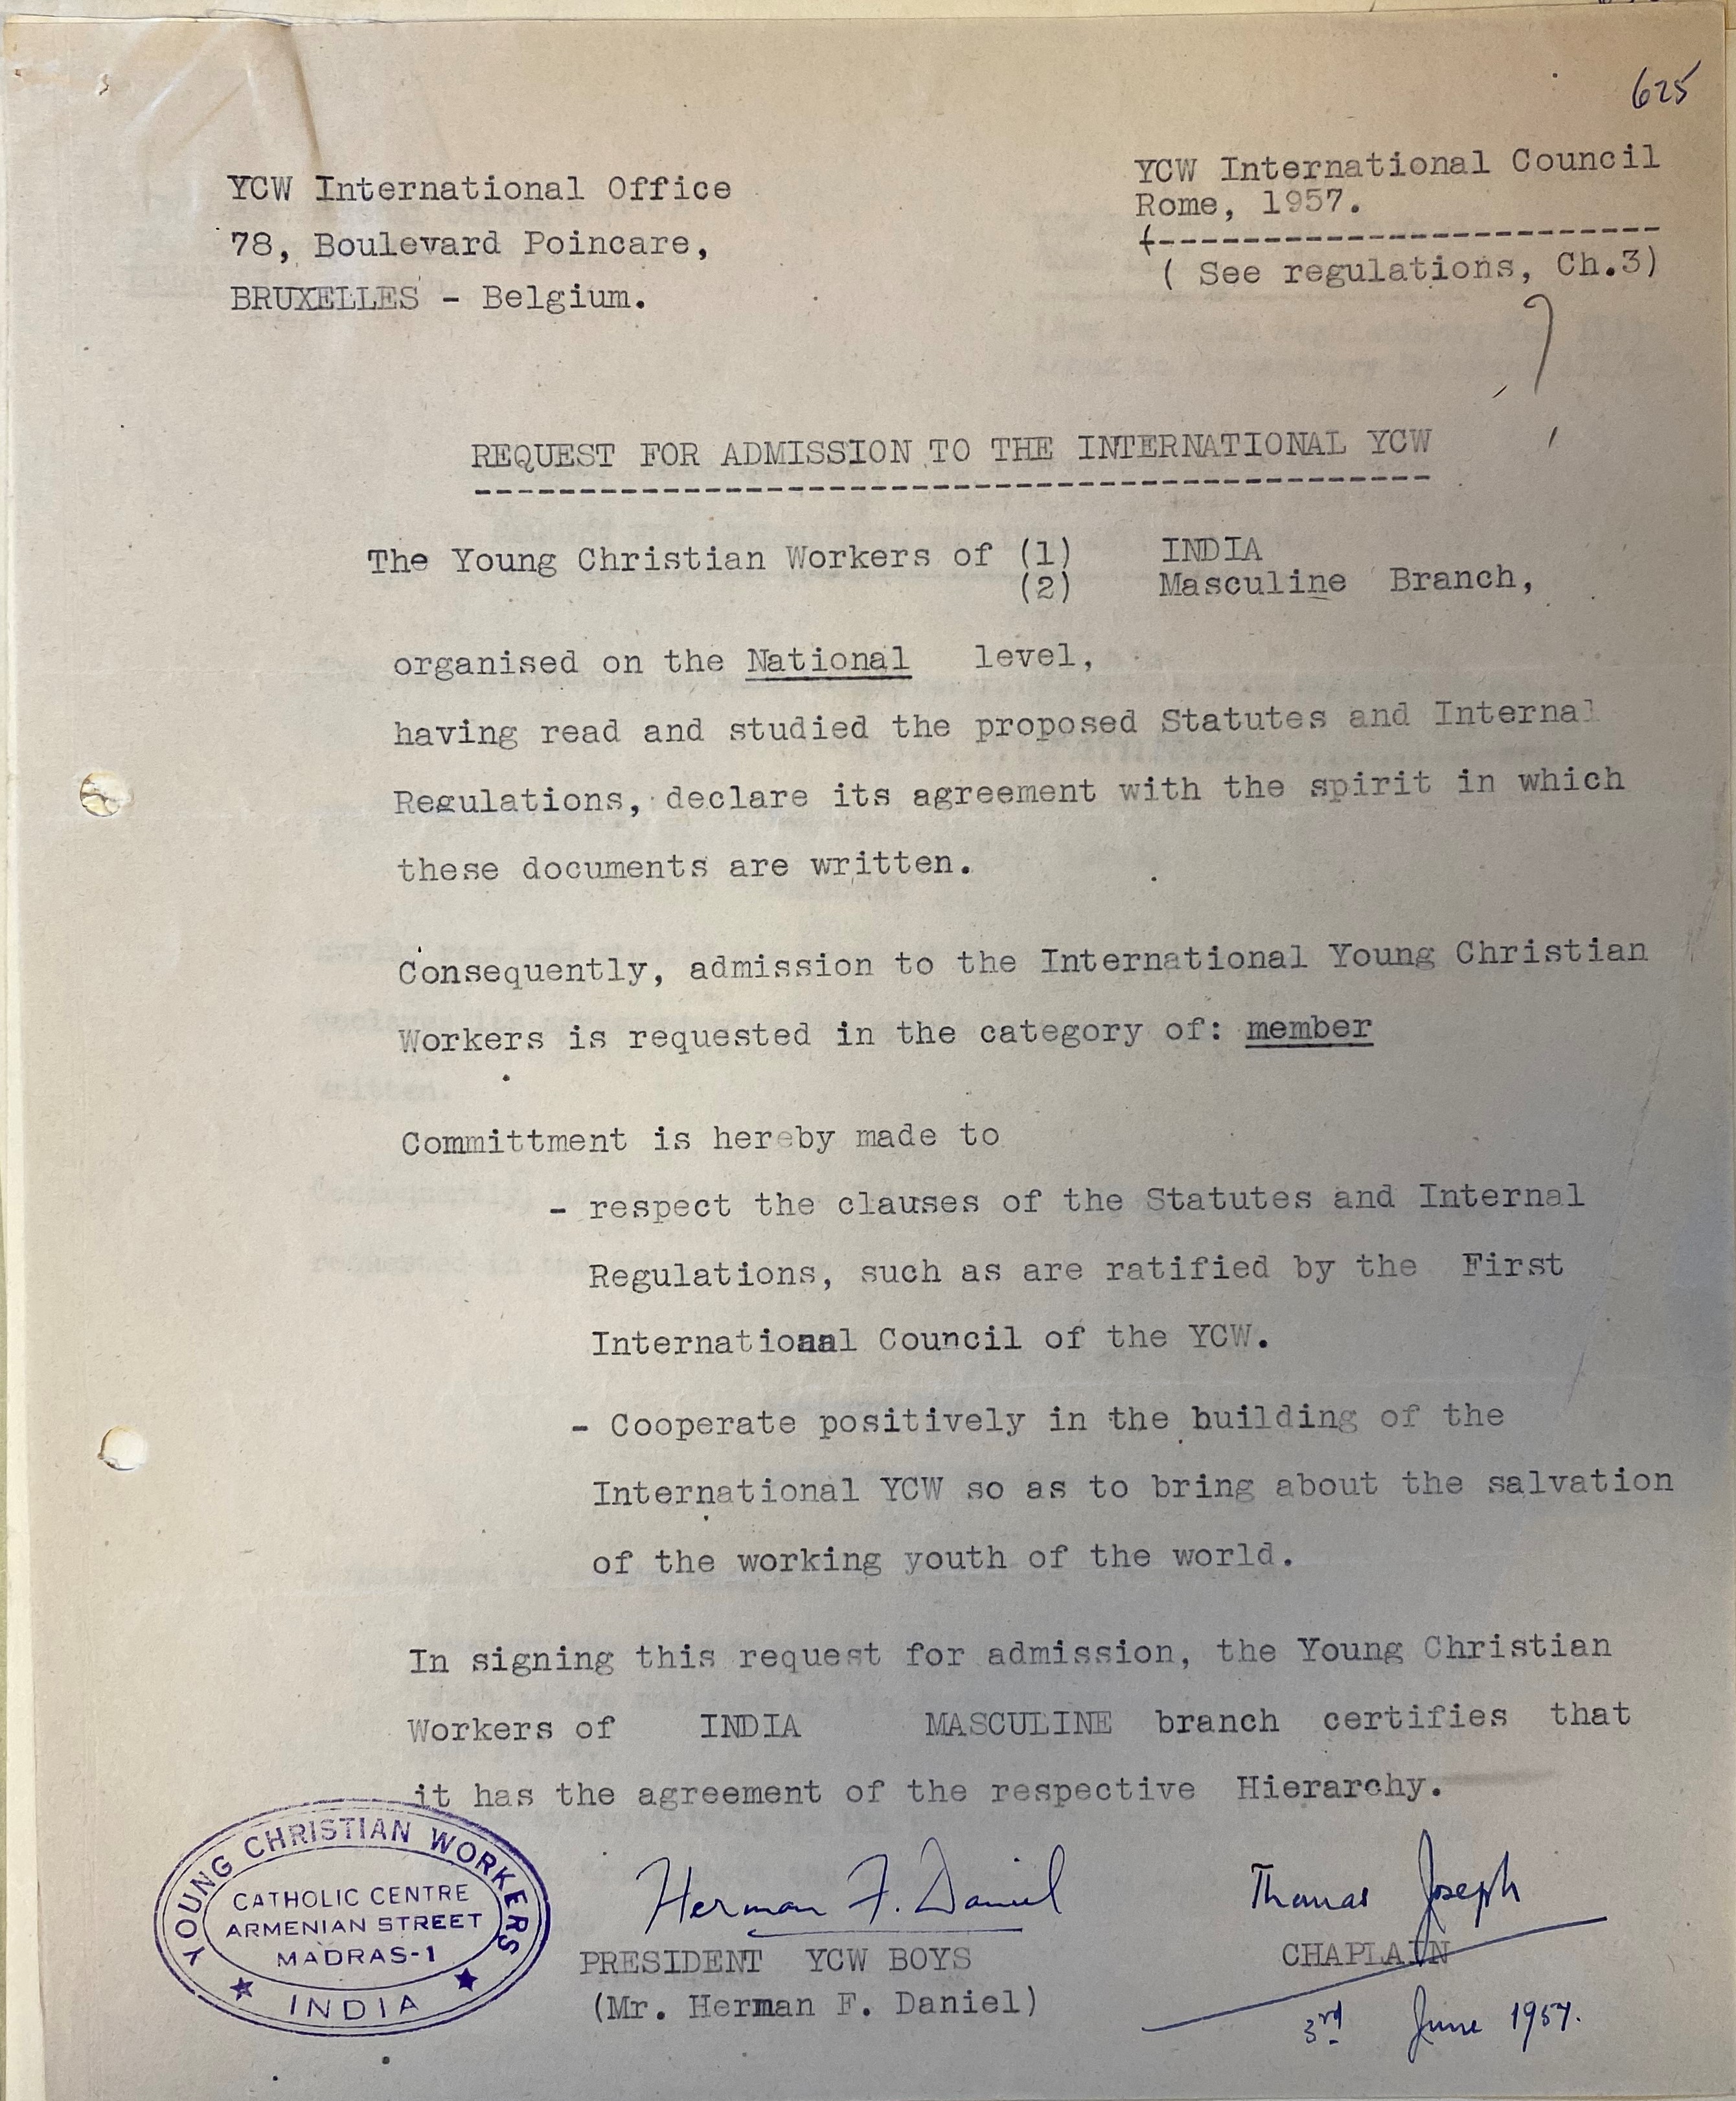 625
YCW International Office
78, Boulevard Poincare,
BRUXELLES - Belgium.
YCW International Council
Rome, 1957.
( See regulations, Ch.3)
REQUEST FOR ADMISSION TO THE INTERNATIONAL YCW
The Young Christian Workers of (1) INDIA
(2) Masculine Branch,
organised on the National level,
having read and studied the proposed Statutes and Internal
Regulations, declare its agreement with the spirit in which
these documents are written.
Consequently, admission to the International Young Christian
Workers is requested in the category of: member
Committment is hereby made to
- respect the clauses of the Statutes and Internal
Regulations, such as are ratified by the First
International Council of the YCW.
- Cooperate positively in the building of the
International YCW so as to bring about the salvation
of the working youth of the world.
In signing this request for admission, the Young Christian
Workers of INDIA MASCULINE branch certifies that
it has the agreement of the respective Hierarchy.
YOUNG CHRISTIAN WORKERS
CATHOLIC CENTRE
ARMENIAN STREET
MADRAS-1
★ INDIA ★
Herman F. Daniel
PRESIDENT YCW BOYS
(Mr. Herman F. Daniel)
Thomas Joseph
CHAPLAIN
3rd June 1957.